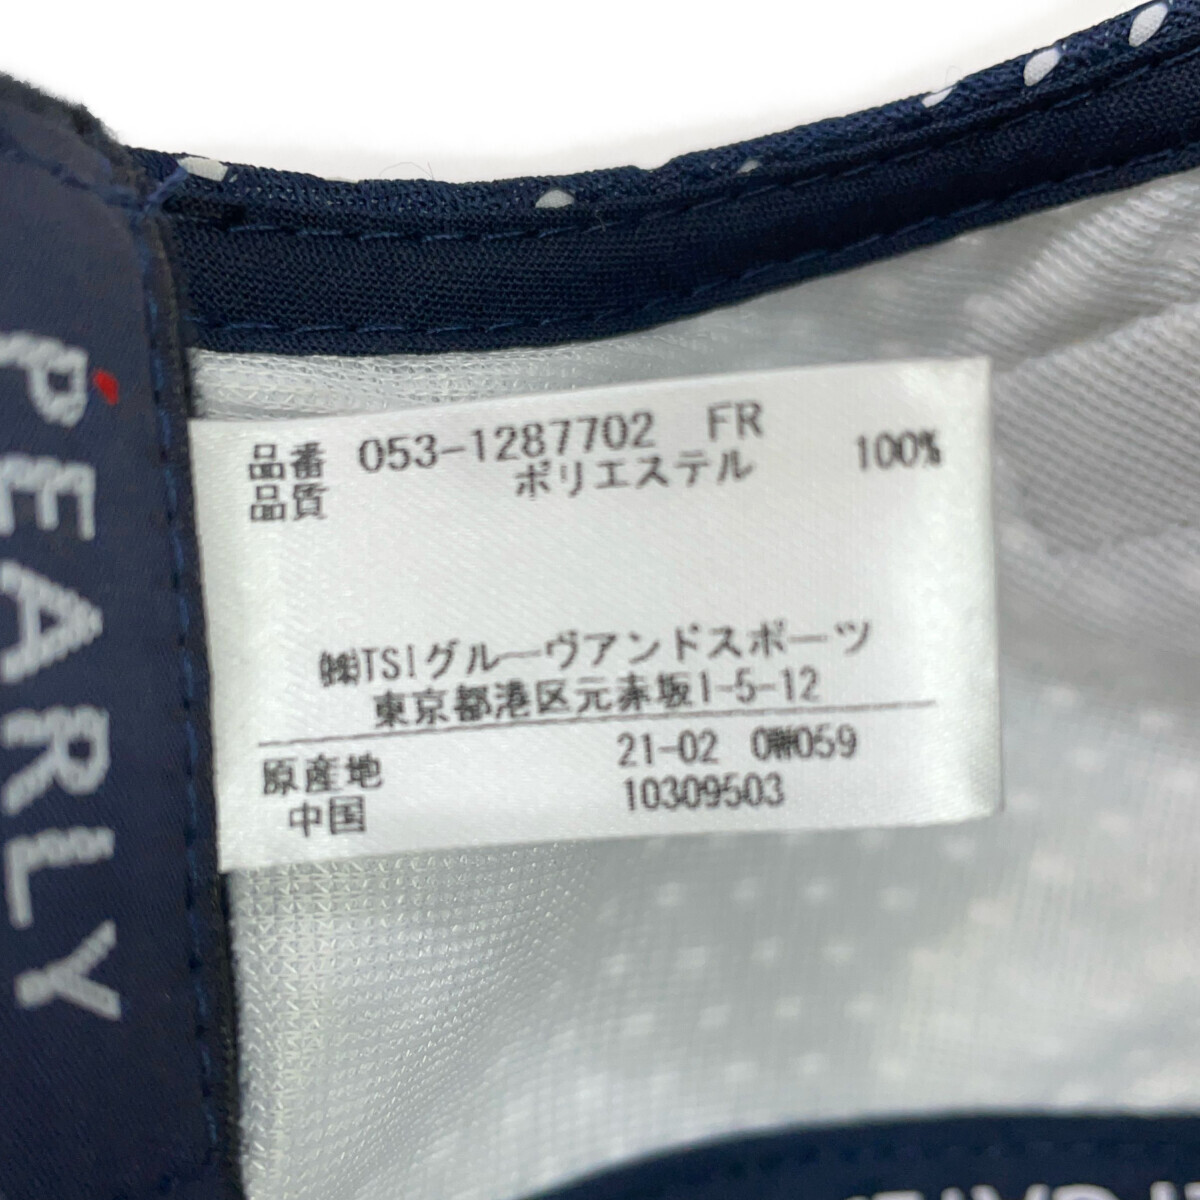 PEARLY
品番 053-1287702 FR
品質 ポリエステル 100%
㈱TSIグルーヴアンドスポーツ
東京都港区元赤坂1-5-12
原産地 21-02 0₩059
中国 10309503